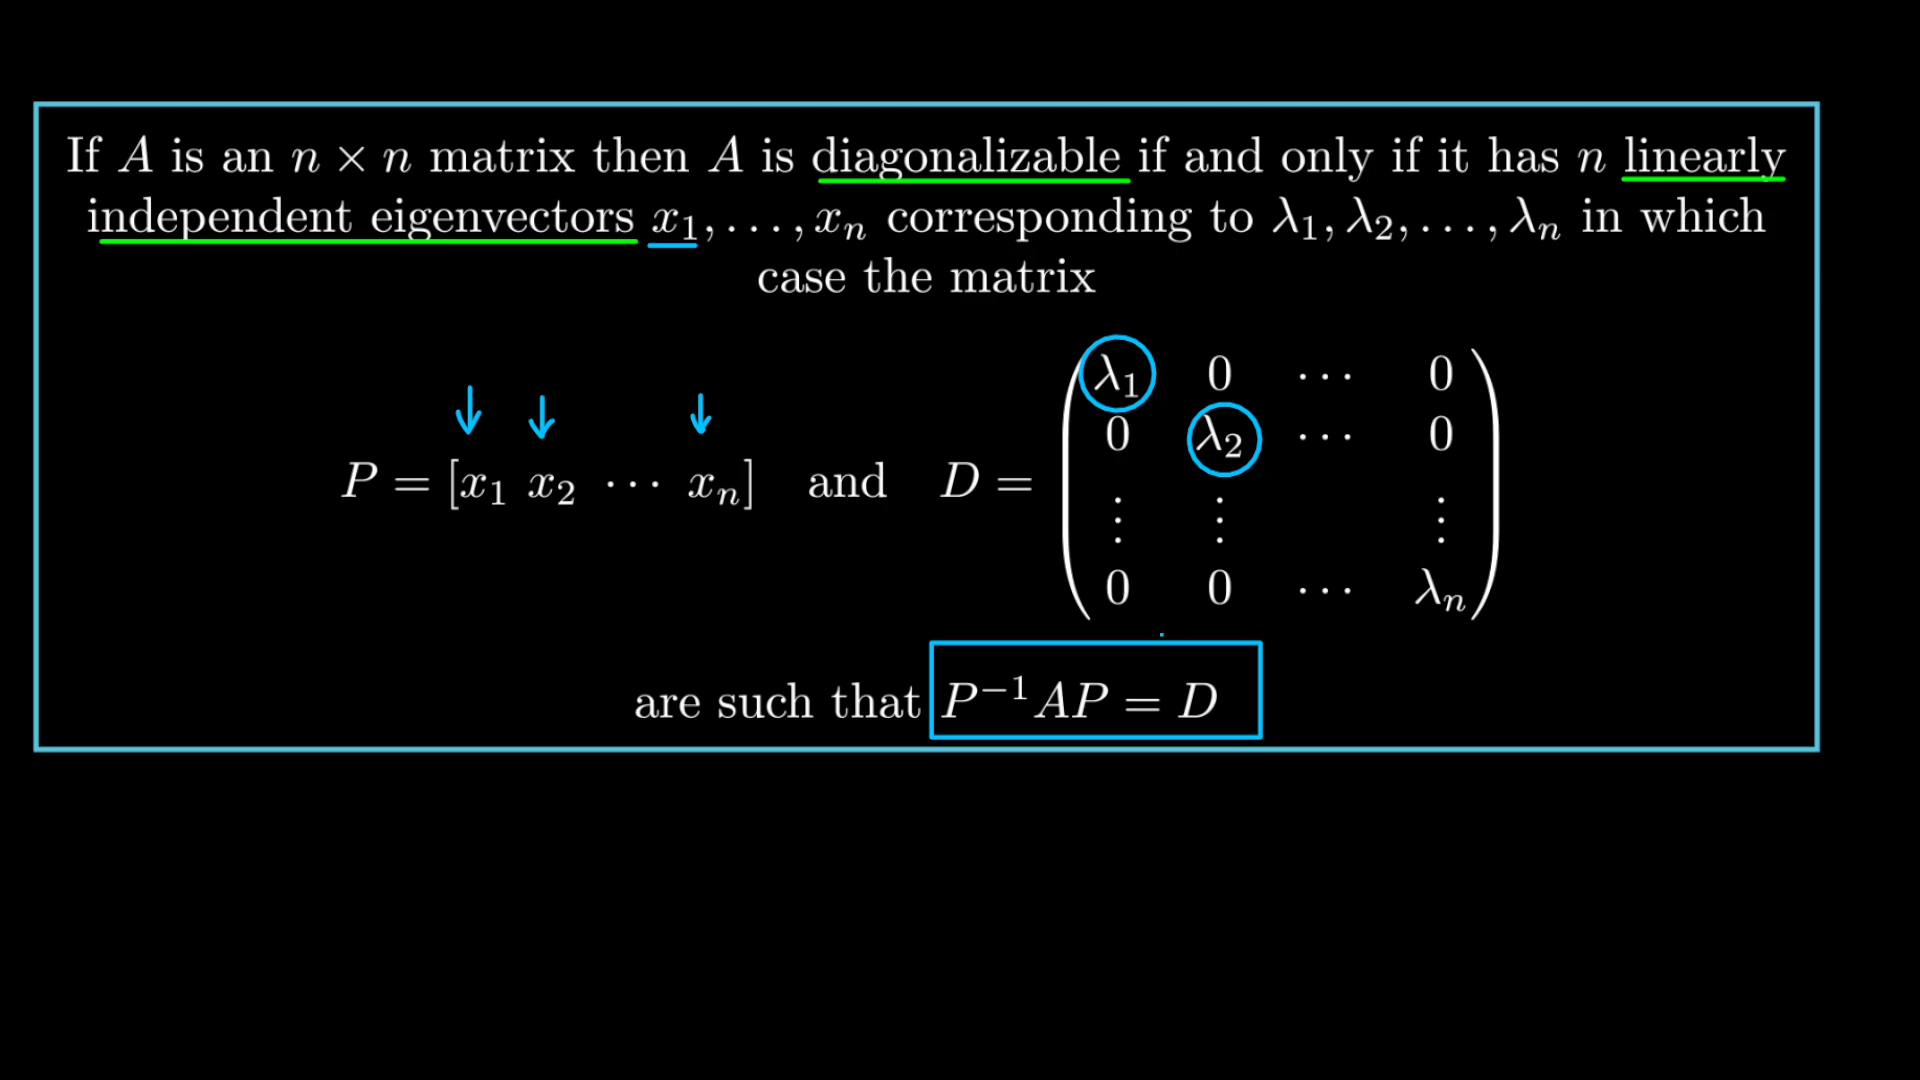 If A is an n × n matrix then A is diagonalizable if and only if it has n linearly
independent eigenvectors x₁, . . . , xₙ corresponding to λ₁, λ₂, . . . , λₙ in which
case the matrix
P = [x₁ x₂ ⋯ xₙ] and D =
λ₁ 0 ⋯ 0
0 λ₂ ⋯ 0
⋮ ⋮ ⋮
0 0 ⋯ λₙ
are such that P⁻¹AP = D